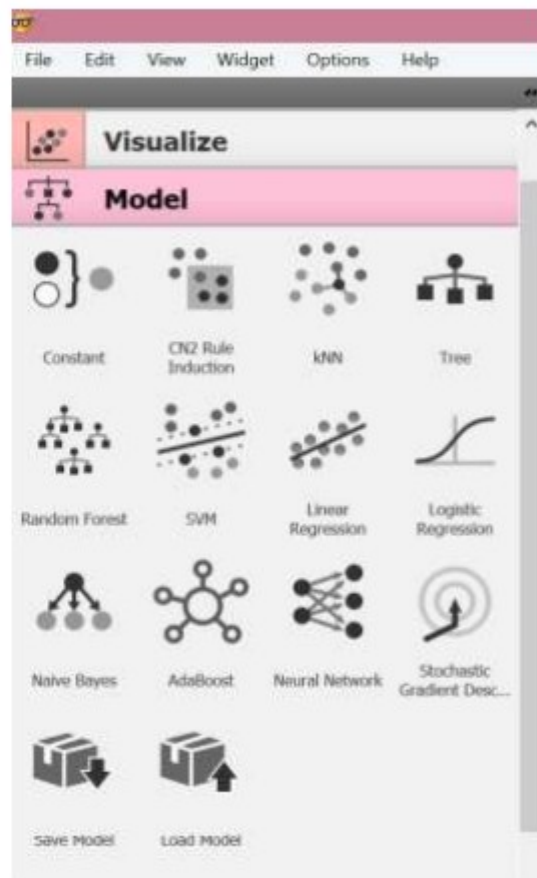 File Edit View Widget Options Help
Visualize
Model
Constant
CN2 Rule
Induction
kNN
Tree
Random Forest
SVM
Linear
Regression
Logistic
Regression
Naive Bayes
AdaBoost
Neural Network
Stochastic
Gradient Desc...
Save Model
Load Model